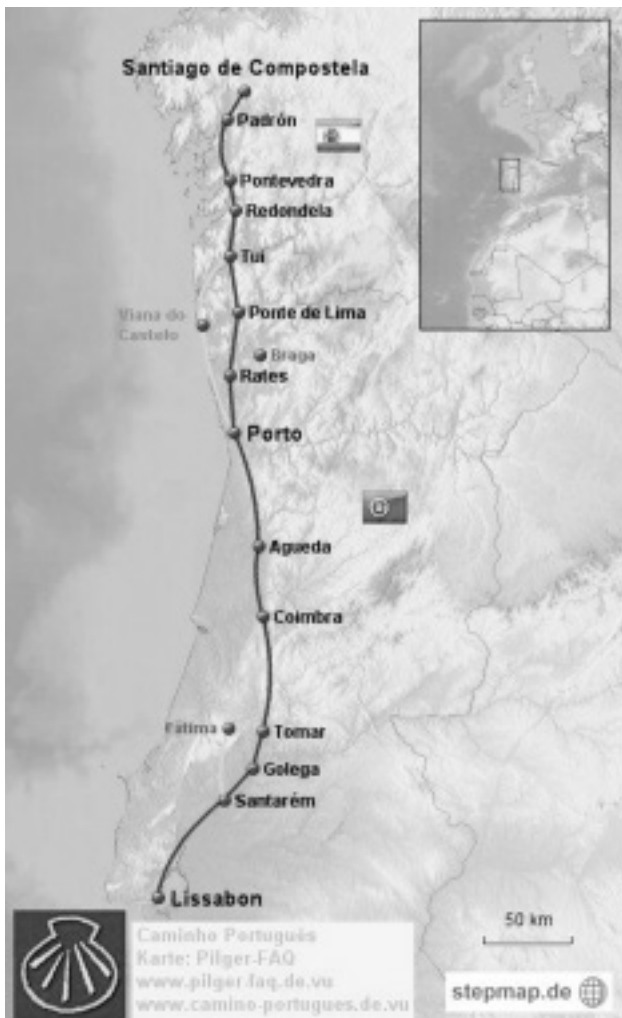 Santiago de Compostela
Padrón
Pontevedra
Redondela
Tui
Viana do
Castelo
Ponte de Lima
Braga
Rates
Porto
Agueda
Coimbra
Fátima
Tomar
Golega
Santarém
Lissabon
50 km
Caminho Português
Karte: Pilger-FAQ
www.pilger-faq.de.vu
www.camino-portugues.de.vu
stepmap.de